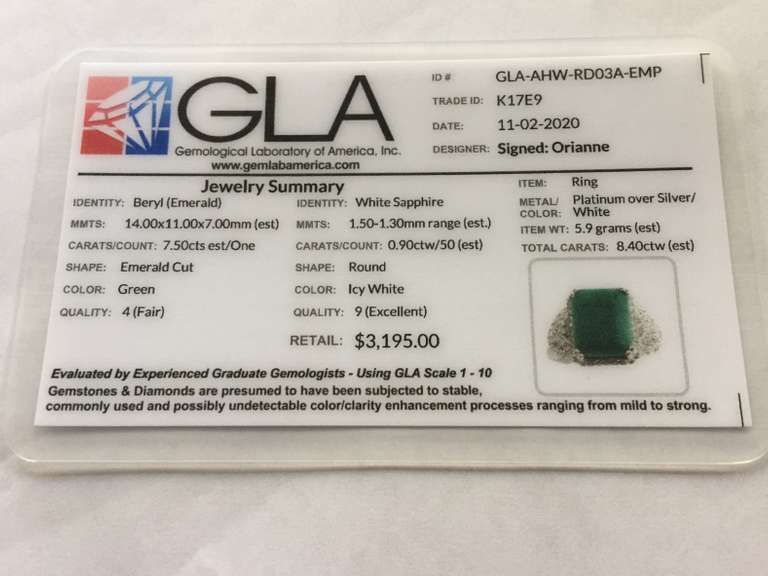 GLA
Gemological Laboratory of America, Inc.
www.gemlabamerica.com
ID # GLA-AHW-RD03A-EMP
TRADE ID: K17E9
DATE: 11-02-2020
DESIGNER: Signed: Orianne
Jewelry Summary
IDENTITY: Beryl (Emerald)
MMTS: 14.00x11.00x7.00mm (est)
CARATS/COUNT: 7.50cts est/One
SHAPE: Emerald Cut
COLOR: Green
QUALITY: 4 (Fair)
IDENTITY: White Sapphire
MMTS: 1.50-1.30mm range (est.)
CARATS/COUNT: 0.90ctw/50 (est)
SHAPE: Round
COLOR: Icy White
QUALITY: 9 (Excellent)
RETAIL: $3,195.00
ITEM: Ring
METAL/ Platinum over Silver/
COLOR: White
ITEM WT: 5.9 grams (est)
TOTAL CARATS: 8.40ctw (est)
Evaluated by Experienced Graduate Gemologists - Using GLA Scale 1 - 10
Gemstones & Diamonds are presumed to have been subjected to stable,
commonly used and possibly undetectable color/clarity enhancement processes ranging from mild to strong.